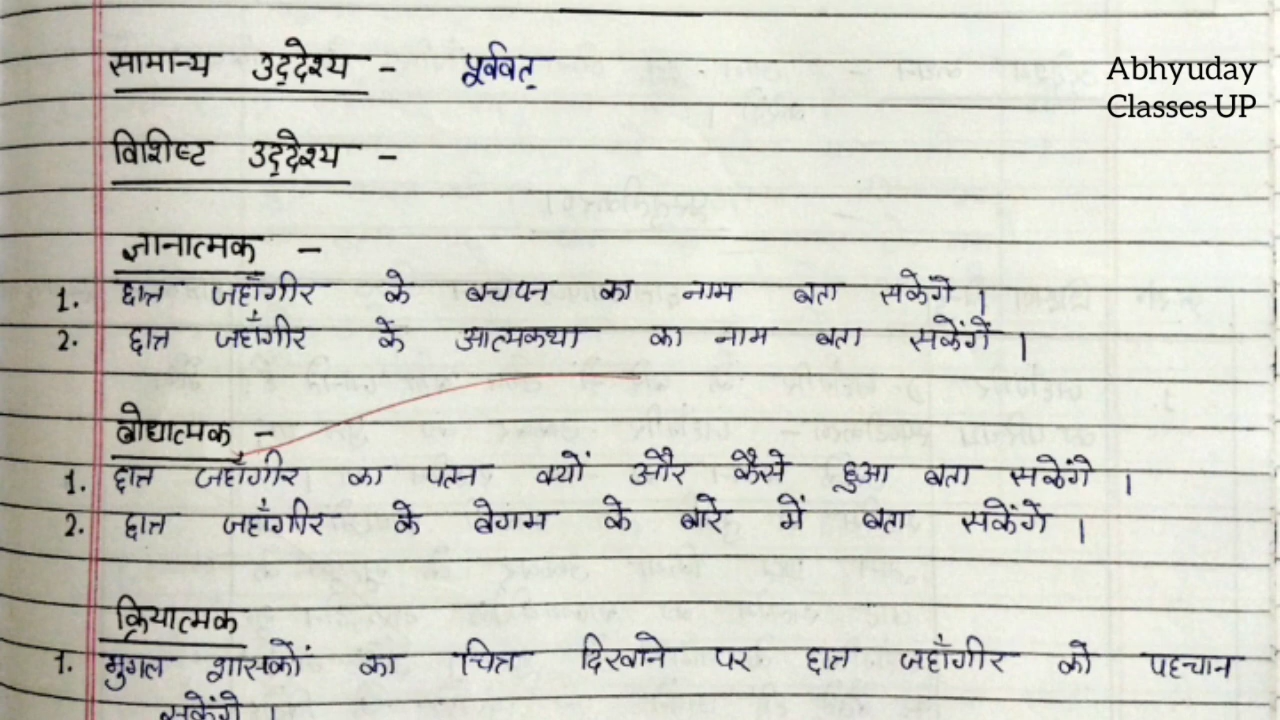 सामान्य उद्देश्य - पूर्ववत्
Abhyuday
Classes UP
विशिष्ट उद्देश्य -
ज्ञानात्मक -
1. छात्र जहाँगीर के बचपन का नाम बता सकेंगे ।
2. छात्र जहाँगीर के आत्मकथा का नाम बता सकेंगें ।
बोधात्मक -
1. छात्र जहाँगीर का पतन क्यों और कैसे हुआ बता सकेंगे ।
2. छात्र जहाँगीर के बेगम के बारे में बता सकेंगें ।
क्रियात्मक
1. मुगल शासकों का चित्र दिखाने पर छात्र जहाँगीर को पहचान
सकेंगे ।